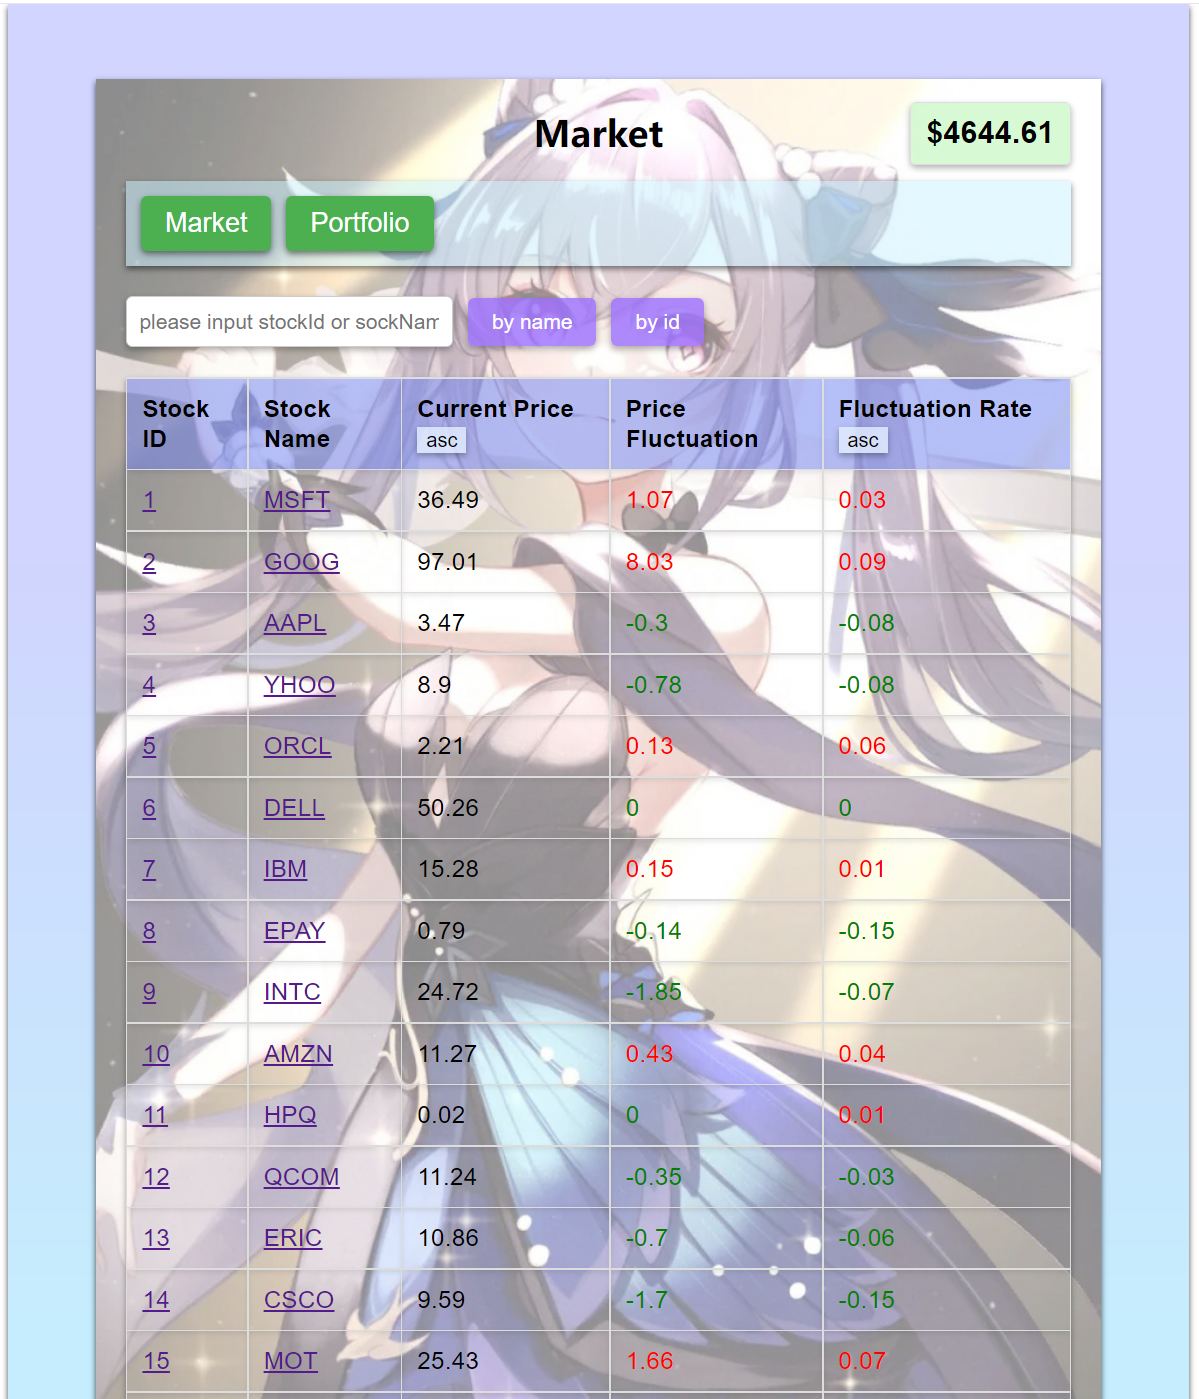 Market
$4644.61
Market Portfolio
please input stockId or sockNam by name by id
Stock ID Stock Name Current Price asc Price Fluctuation Fluctuation Rate asc
1 MSFT 36.49 1.07 0.03
2 GOOG 97.01 8.03 0.09
3 AAPL 3.47 -0.3 -0.08
4 YHOO 8.9 -0.78 -0.08
5 ORCL 2.21 0.13 0.06
6 DELL 50.26 0 0
7 IBM 15.28 0.15 0.01
8 EPAY 0.79 -0.14 -0.15
9 INTC 24.72 -1.85 -0.07
10 AMZN 11.27 0.43 0.04
11 HPQ 0.02 0 0.01
12 QCOM 11.24 -0.35 -0.03
13 ERIC 10.86 -0.7 -0.06
14 CSCO 9.59 -1.7 -0.15
15 MOT 25.43 1.66 0.07